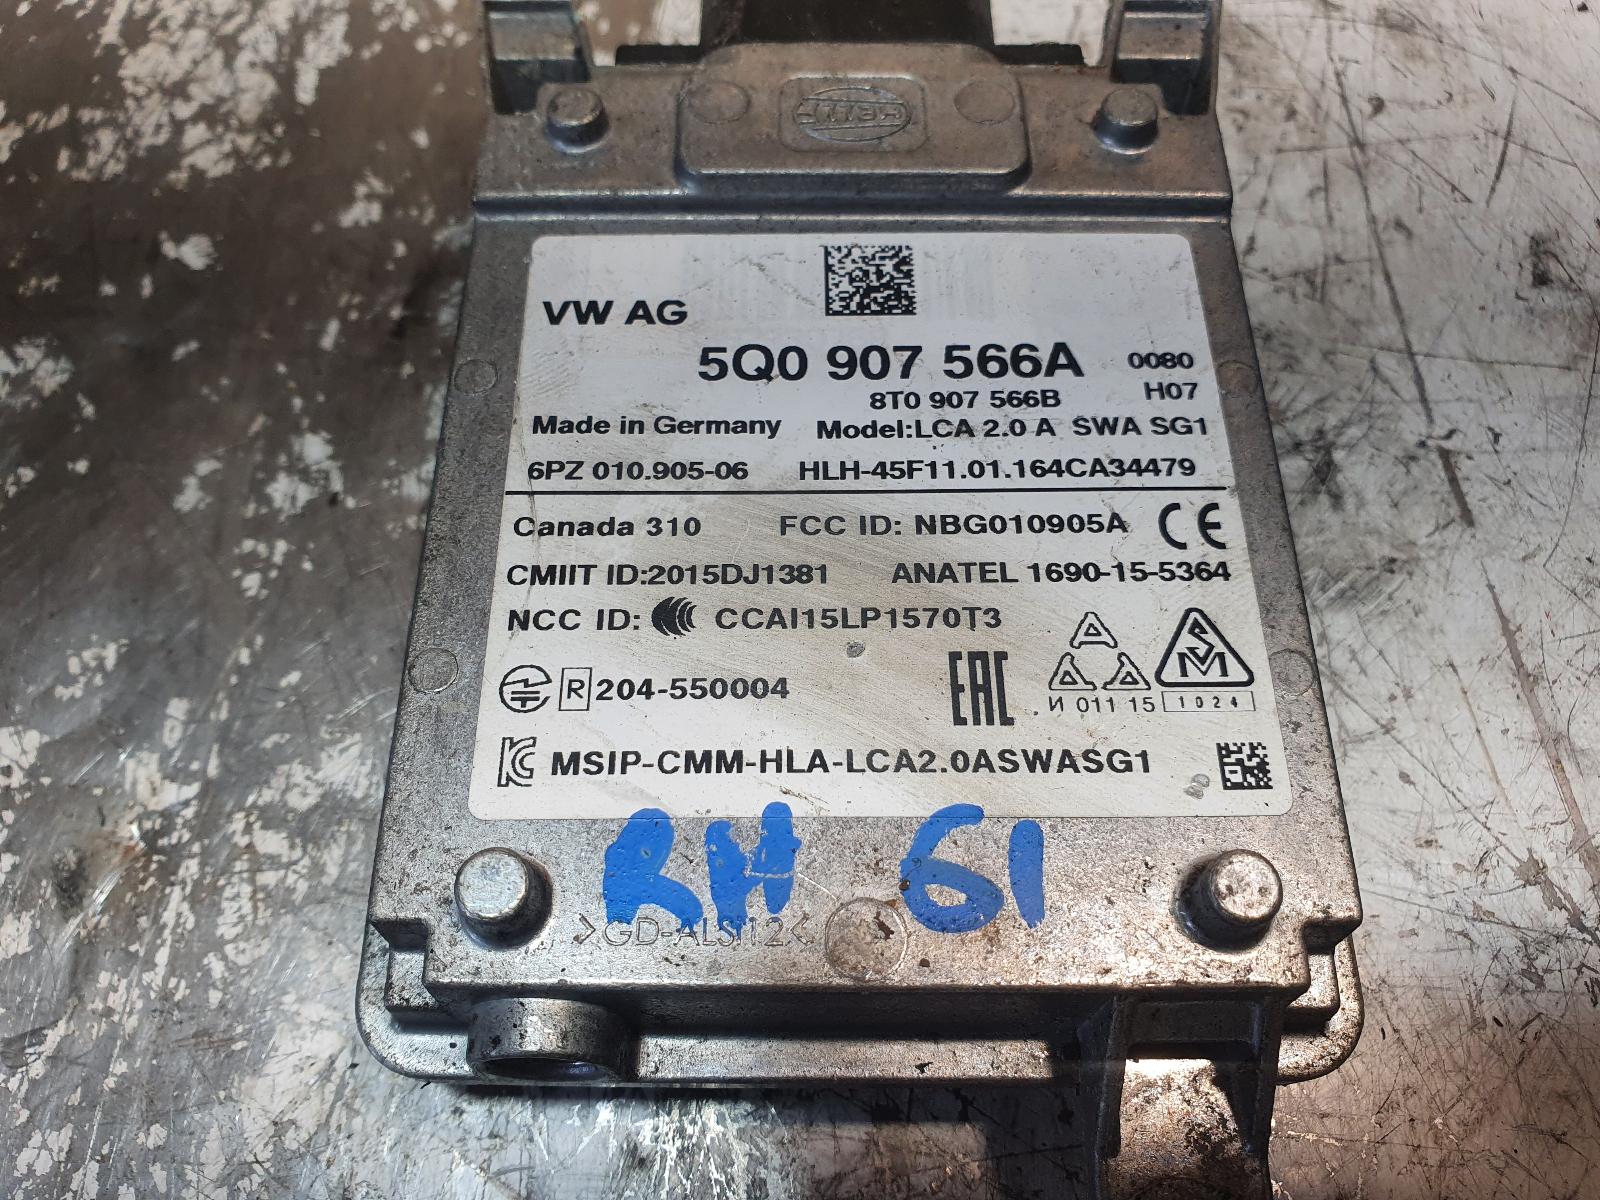 HELLA
VW AG
5Q0 907 566A 0080
8T0 907 566B H07
Made in Germany Model:LCA 2.0 A SWA SG1
6PZ 010.905-06 HLH-45F11.01.164CA34479
Canada 310 FCC ID: NBG010905A CE
CMIIT ID:2015DJ1381 ANATEL 1690-15-5364
NCC ID: CCAI15LP1570T3
R 204-550004 EAC И 011 15 SM 1024
KC MSIP-CMM-HLA-LCA2.0ASWASG1
RH 61
>GD-ALSI12<